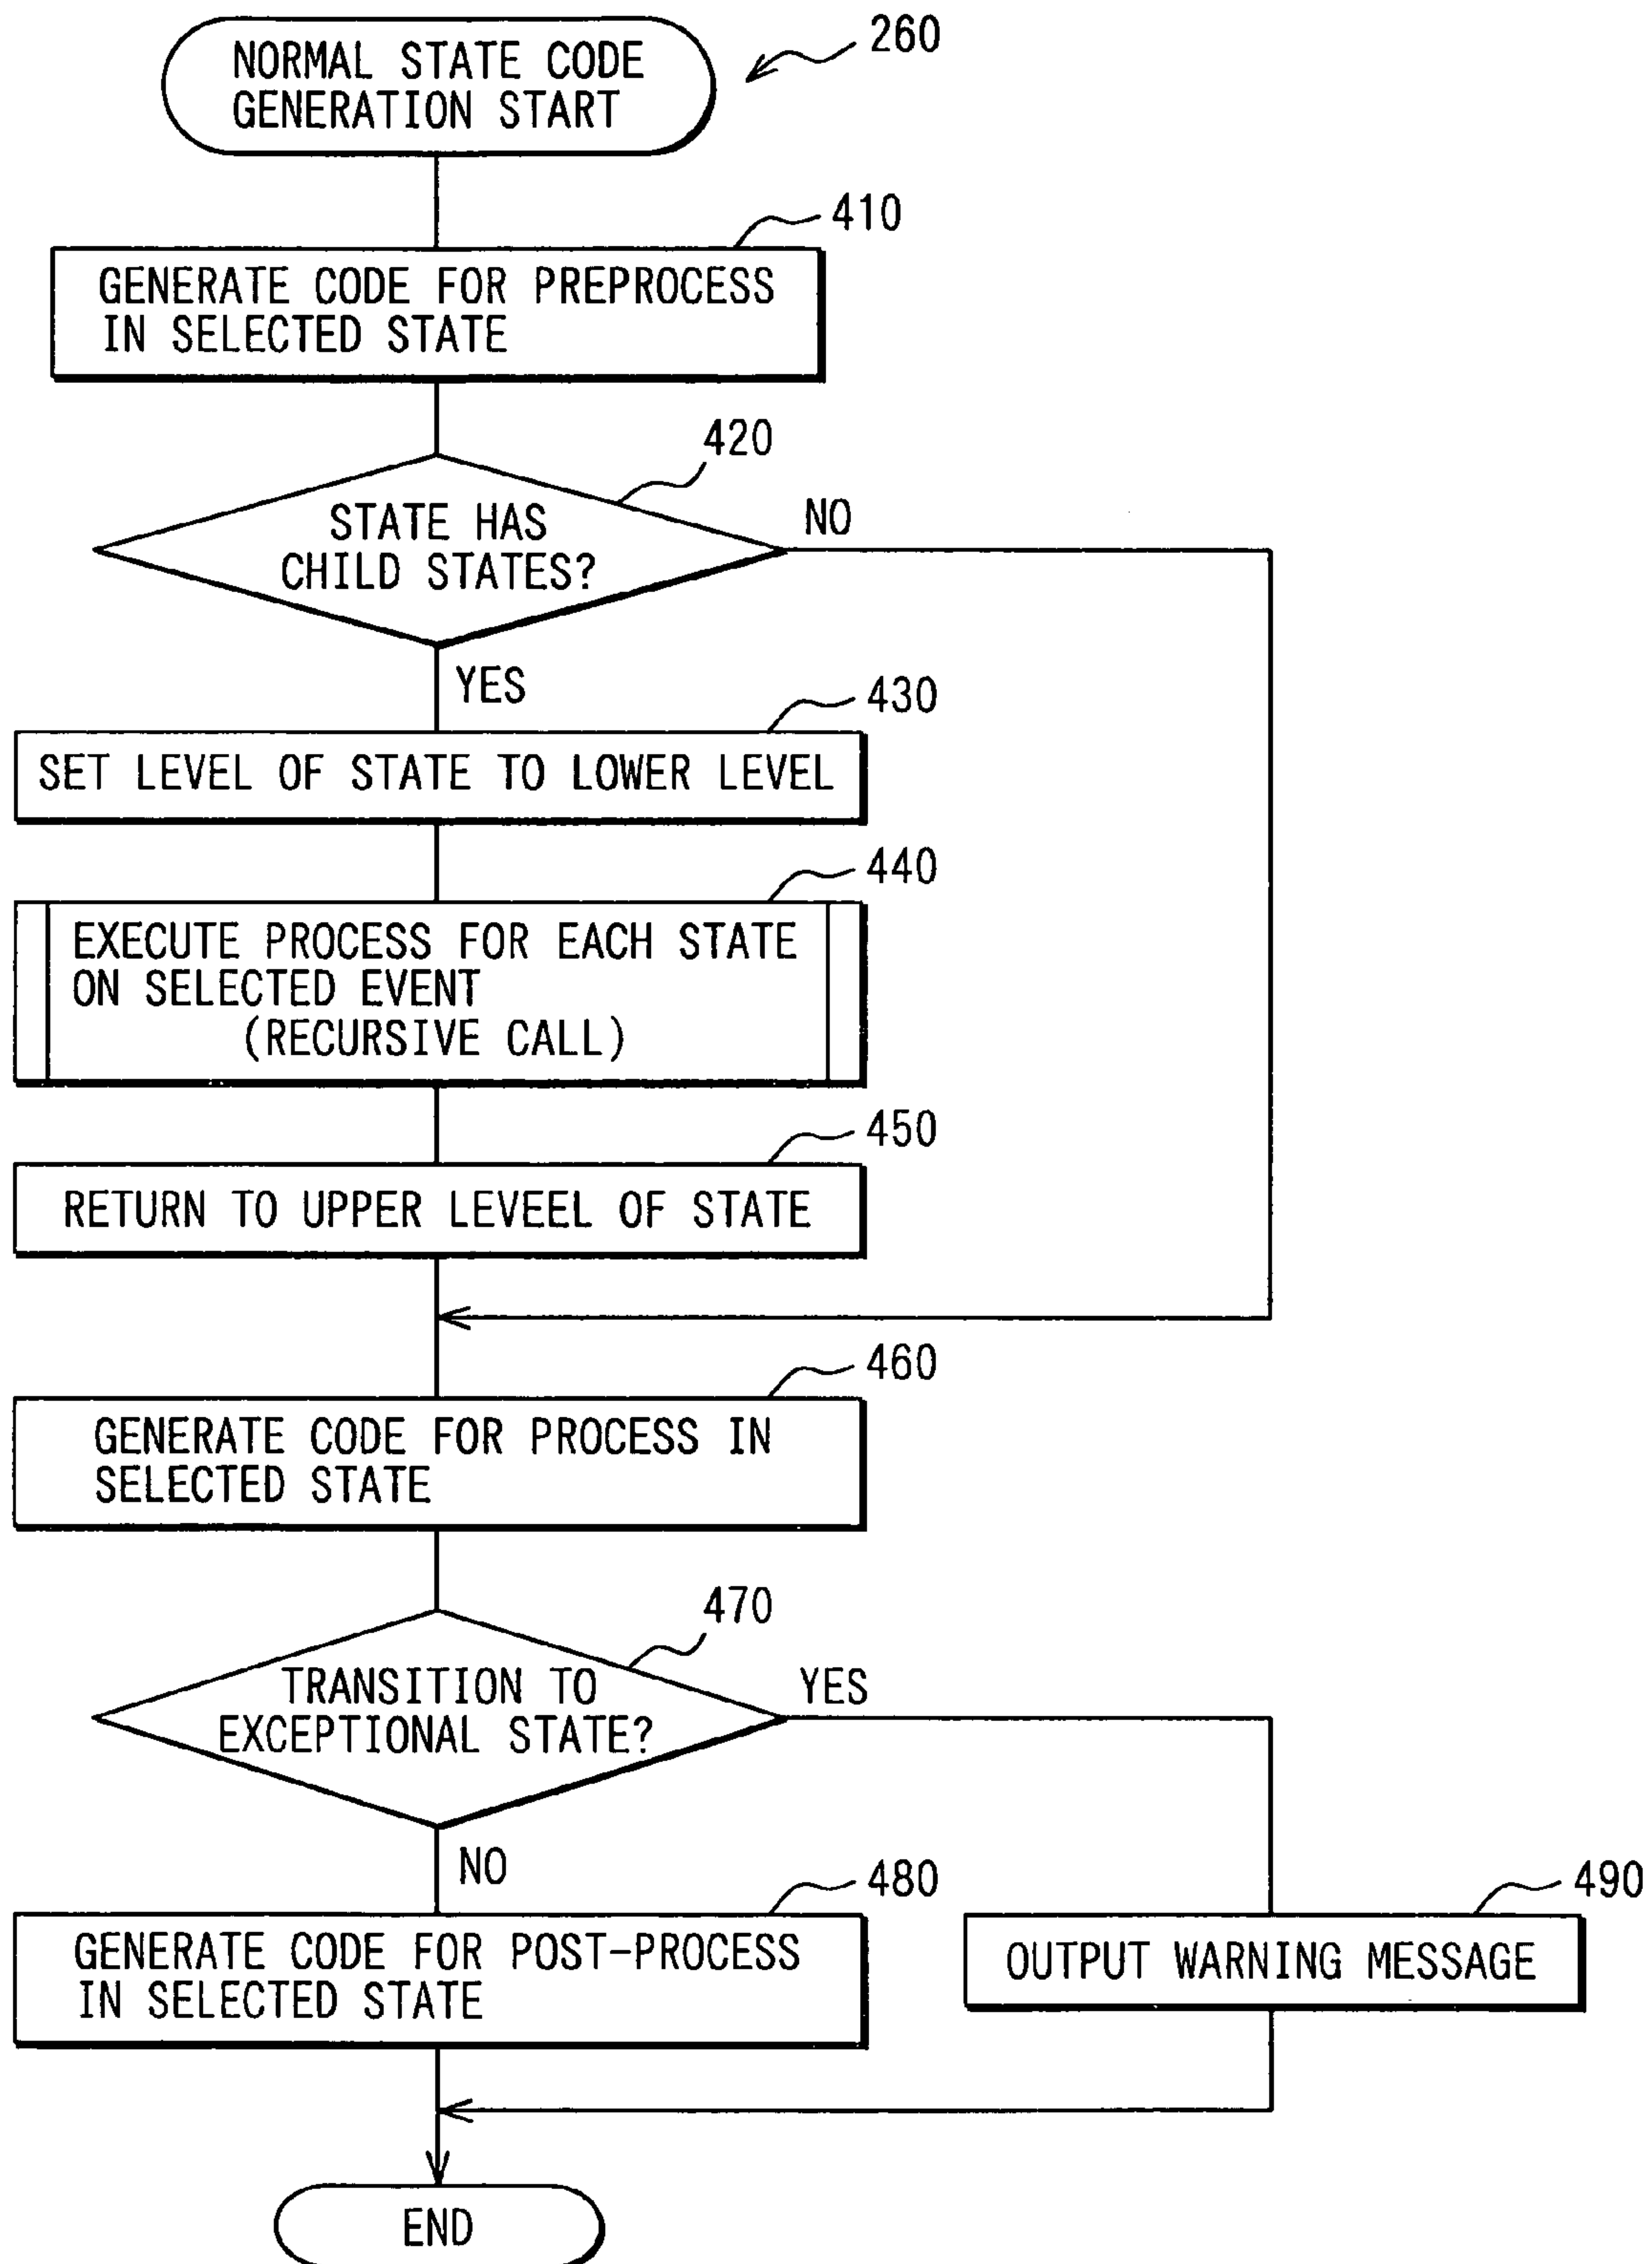 NORMAL STATE CODE
GENERATION START
260
410
GENERATE CODE FOR PREPROCESS
IN SELECTED STATE
420
STATE HAS
CHILD STATES?
NO
YES
430
SET LEVEL OF STATE TO LOWER LEVEL
440
EXECUTE PROCESS FOR EACH STATE
ON SELECTED EVENT
(RECURSIVE CALL)
450
RETURN TO UPPER LEVEEL OF STATE
460
GENERATE CODE FOR PROCESS IN
SELECTED STATE
470
TRANSITION TO
EXCEPTIONAL STATE?
YES
NO
480
GENERATE CODE FOR POST-PROCESS
IN SELECTED STATE
490
OUTPUT WARNING MESSAGE
END